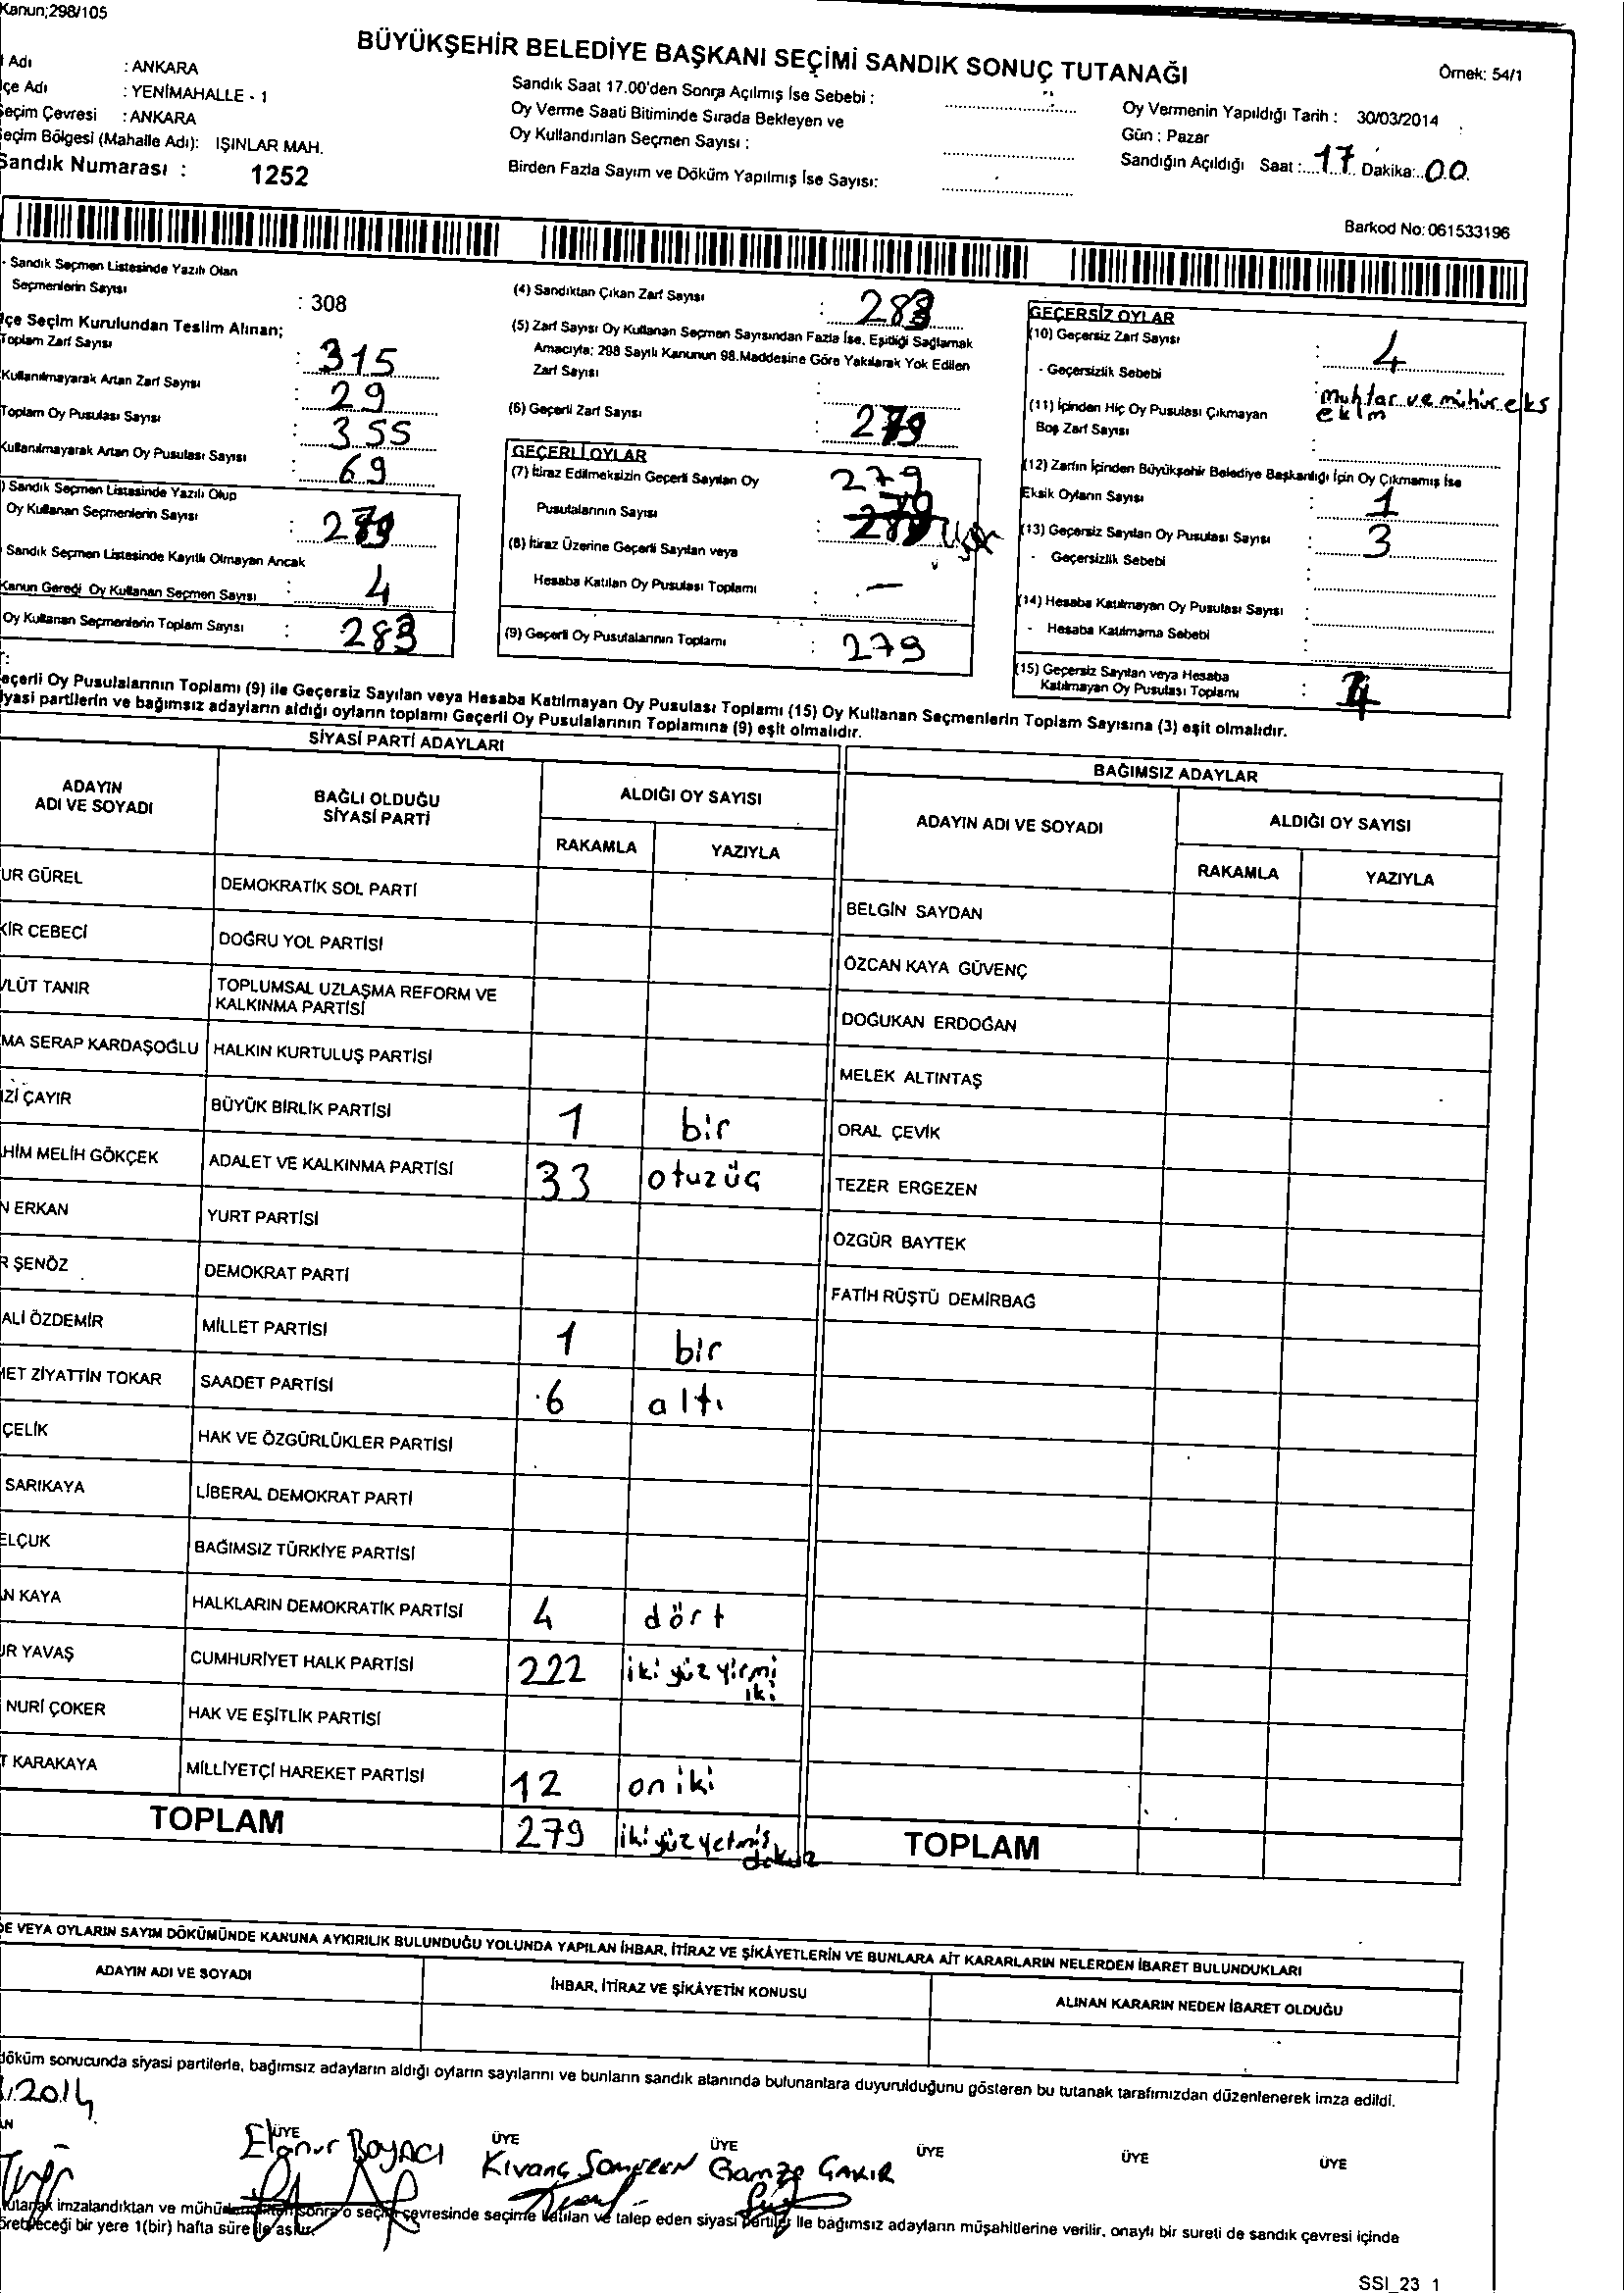 Kanun;298/105
BÜYÜKŞEHİR BELEDİYE BAŞKANI SEÇİMİ SANDIK SONUÇ TUTANAĞI
Örnek: 54/1
Adı : ANKARA
lçe Adı : YENİMAHALLE - 1
Seçim Çevresi : ANKARA
Seçim Bölgesi (Mahalle Adı): IŞINLAR MAH.
Sandık Numarası : 1252
Sandık Saat 17.00'den Sonra Açılmış İse Sebebi :
Oy Verme Saati Bitiminde Sırada Bekleyen ve
Oy Kullandırılan Seçmen Sayısı :
Birden Fazla Sayım ve Döküm Yapılmış İse Sayısı:
Oy Vermenin Yapıldığı Tarih : 30/03/2014
Gün : Pazar
Sandığın Açıldığı Saat : 17 Dakika: 00
Barkod No: 061533196
- Sandık Seçmen Listesinde Yazılı Olan
Seçmenlerin Sayısı : 308
lçe Seçim Kurulundan Teslim Alınan;
Toplam Zarf Sayısı : 315
Kullanılmayarak Artan Zarf Sayısı : 29
Toplam Oy Pusulası Sayısı : 355
Kullanılmayarak Artan Oy Pusulası Sayısı : 69
) Sandık Seçmen Listesinde Yazılı Olup
Oy Kullanan Seçmenlerin Sayısı :
Sandık Seçmen Listesinde Kayıtlı Olmayan Ancak
Kanun Gereği Oy Kullanan Seçmen Sayısı : 4
Oy Kullanan Seçmenlerin Toplam Sayısı : 283
(4) Sandıktan Çıkan Zarf Sayısı : 283
(5) Zarf Sayısı Oy Kullanan Seçmen Sayısından Fazla İse, Eşitliği Sağlamak
Amacıyla; 298 Sayılı Kanunun 98.Maddesine Göre Yakılarak Yok Edilen
Zarf Sayısı :
(6) Geçerli Zarf Sayısı : 279
GEÇERLİ OYLAR
(7) İtiraz Edilmeksizin Geçerli Sayılan Oy 279
Pusulalarının Sayısı :
(8) İtiraz Üzerine Geçerli Sayılan veya
Hesaba Katılan Oy Pusulası Toplamı : -
(9) Geçerli Oy Pusulalarının Toplamı : 279
GEÇERSİZ OYLAR
(10) Geçersiz Zarf Sayısı : 4
- Geçersizlik Sebebi : muhtar ve mühür eks
ekim
(11) İçinden Hiç Oy Pusulası Çıkmayan
Boş Zarf Sayısı :
(12) Zarfın İçinden Büyükşehir Belediye Başkanlığı İçin Oy Çıkmamış İse
Eksik Oyların Sayısı : 1
(13) Geçersiz Sayılan Oy Pusulası Sayısı : 3
- Geçersizlik Sebebi :
(14) Hesaba Katılmayan Oy Pusulası Sayısı :
- Hesaba Katılmama Sebebi :
(15) Geçersiz Sayılan veya Hesaba
Katılmayan Oy Pusulası Toplamı : 4
eçerli Oy Pusulalarının Toplamı (9) ile Geçersiz Sayılan veya Hesaba Katılmayan Oy Pusulası Toplamı (15) Oy Kullanan Seçmenlerin Toplam Sayısına (3) eşit olmalıdır.
iyasi partilerin ve bağımsız adayların aldığı oyların toplamı Geçerli Oy Pusulalarının Toplamına (9) eşit olmalıdır.
SİYASİ PARTİ ADAYLARI
ADAYIN ADI VE SOYADI
BAĞLI OLDUĞU SİYASİ PARTİ
ALDIĞI OY SAYISI
RAKAMLA YAZIYLA
UR GÜREL DEMOKRATİK SOL PARTİ
KİR CEBECİ DOĞRU YOL PARTİSİ
VLÜT TANIR TOPLUMSAL UZLAŞMA REFORM VE
KALKINMA PARTİSİ
MA SERAP KARDAŞOĞLU HALKIN KURTULUŞ PARTİSİ
IZİ ÇAYIR BÜYÜK BİRLİK PARTİSİ 1 bir
HİM MELİH GÖKÇEK ADALET VE KALKINMA PARTİSİ 33 otuzüç
N ERKAN YURT PARTİSİ
R ŞENÖZ DEMOKRAT PARTİ
ALİ ÖZDEMİR MİLLET PARTİSİ 1 bir
MET ZİYATTİN TOKAR SAADET PARTİSİ 6 altı
ÇELİK HAK VE ÖZGÜRLÜKLER PARTİSİ
SARIKAYA LİBERAL DEMOKRAT PARTİ
ELÇUK BAĞIMSIZ TÜRKİYE PARTİSİ
N KAYA HALKLARIN DEMOKRATİK PARTİSİ 4 dört
UR YAVAŞ CUMHURİYET HALK PARTİSİ 222 iki yüz yirmi
iki
NURİ ÇOKER HAK VE EŞİTLİK PARTİSİ
T KARAKAYA MİLLİYETÇİ HAREKET PARTİSİ 12 on iki
TOPLAM 279 iki yüz yetmiş
dokuz
BAĞIMSIZ ADAYLAR
ADAYIN ADI VE SOYADI
ALDIĞI OY SAYISI
RAKAMLA YAZIYLA
BELGİN SAYDAN
ÖZCAN KAYA GÜVENÇ
DOĞUKAN ERDOĞAN
MELEK ALTINTAŞ
ORAL ÇEVİK
TEZER ERGEZEN
ÖZGÜR BAYTEK
FATİH RÜŞTÜ DEMİRBAĞ
TOPLAM
DE VEYA OYLARIN SAYIM DÖKÜMÜNDE KANUNA AYKIRILIK BULUNDUĞU YOLUNDA YAPILAN İHBAR, İTİRAZ VE ŞİKÂYETLERİN VE BUNLARA AİT KARARLARIN NELERDEN İBARET BULUNDUKLARI
ADAYIN ADI VE SOYADI
İHBAR, İTİRAZ VE ŞİKÂYETİN KONUSU
ALINAN KARARIN NEDEN İBARET OLDUĞU
döküm sonucunda siyasi partilerle, bağımsız adayların aldığı oyların sayılarını ve bunların sandık alanında bulunanlara duyurulduğunu gösteren bu tutanak tarafımızdan düzenlenerek imza edildi.
.2014
AN ÜYE ÜYE ÜYE ÜYE ÜYE ÜYE
Elanur BOYACI Kıvanç Gamze ÇAKIR
tutanak imzalandıktan ve sonra o seçim çevresinde seçime katılan ve talep eden siyasi partiler ile bağımsız adayların müşahitlerine verilir, onaylı bir sureti de sandık çevresi içinde
örebileceği bir yere 1(bir) hafta süre ile asılır.
SSI_23 1